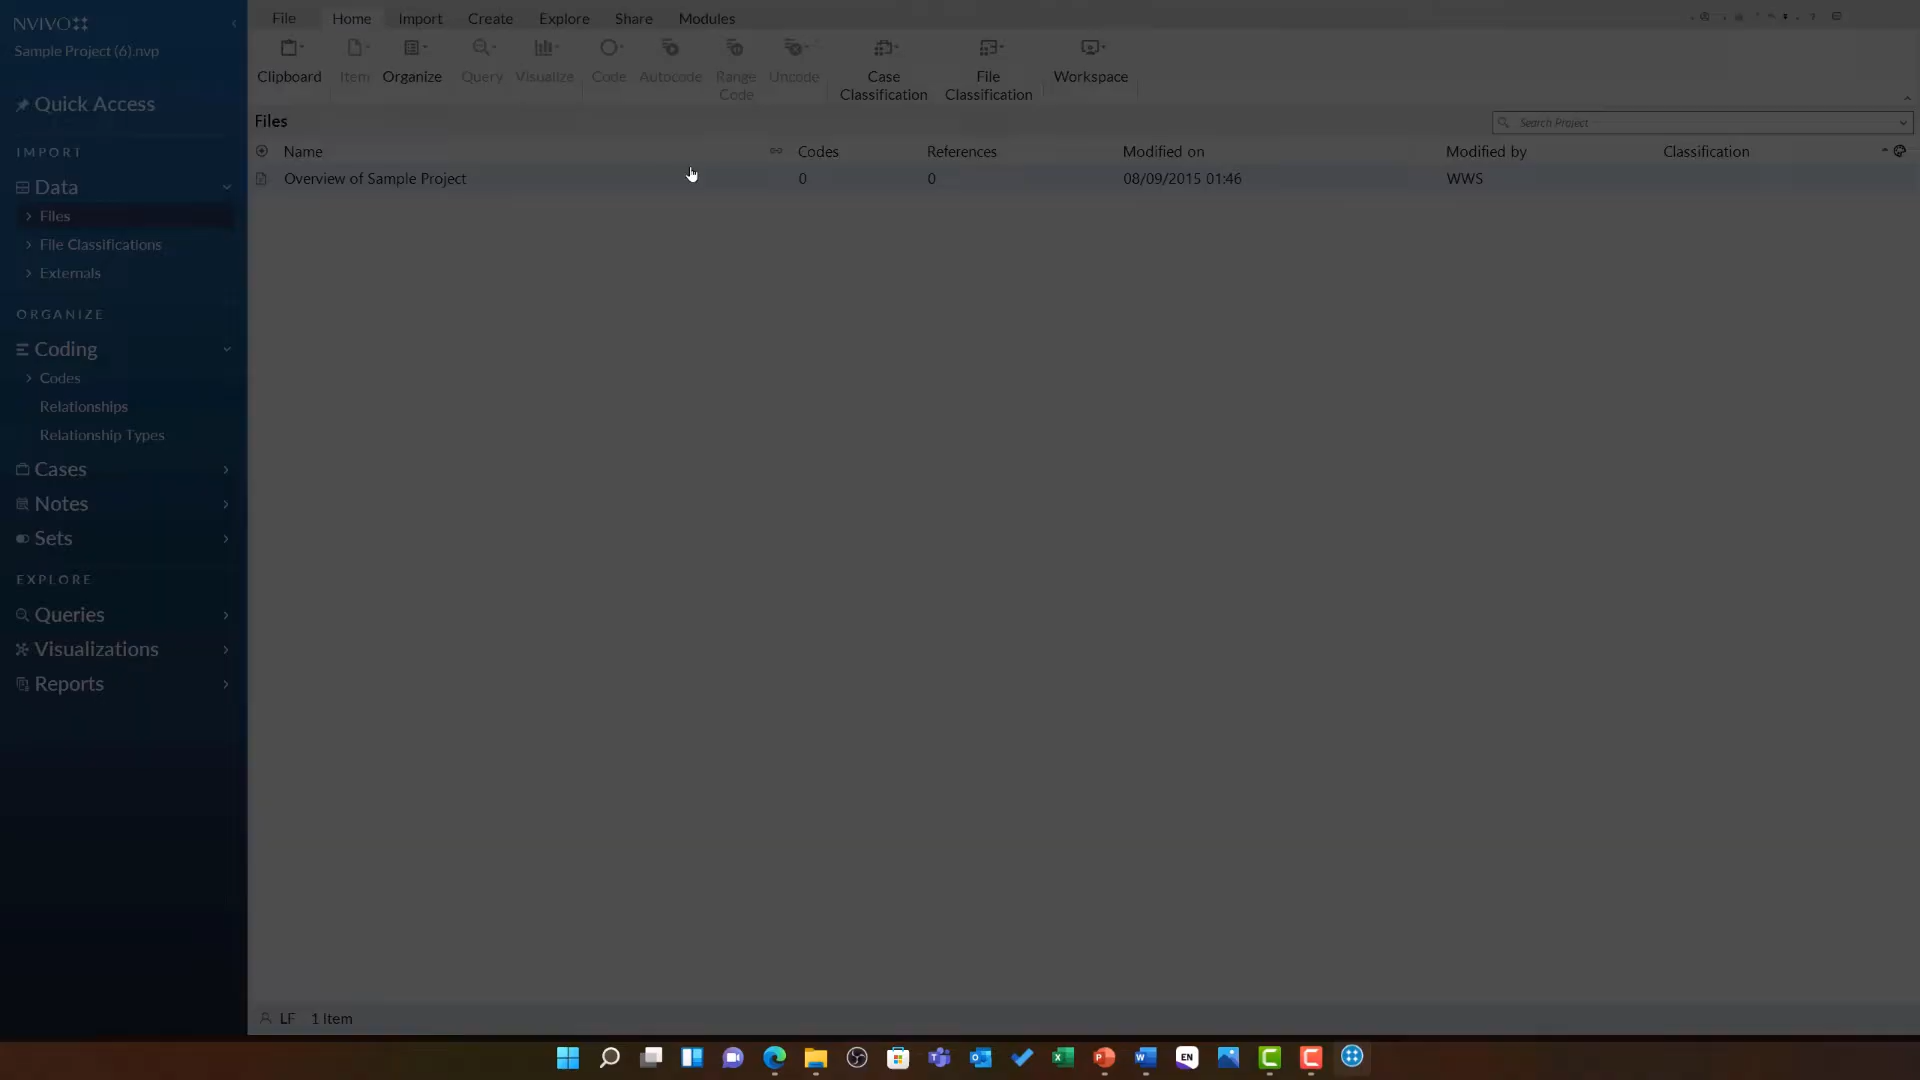 NVIVO
Sample Project (6).nvp
Quick Access
IMPORT
Data
Files
File Classifications
Externals
ORGANIZE
Coding
Codes
Relationships
Relationship Types
Cases
Notes
Sets
EXPLORE
Queries
Visualizations
Reports
File Home Import Create Explore Share Modules
Clipboard Item Organize Query Visualize Code Autocode Range Code Uncode Case Classification File Classification Workspace
Files
Search Project
Name Codes References Modified on Modified by Classification
Overview of Sample Project 0 0 08/09/2015 01:46 WWS
LF 1 Item
EN